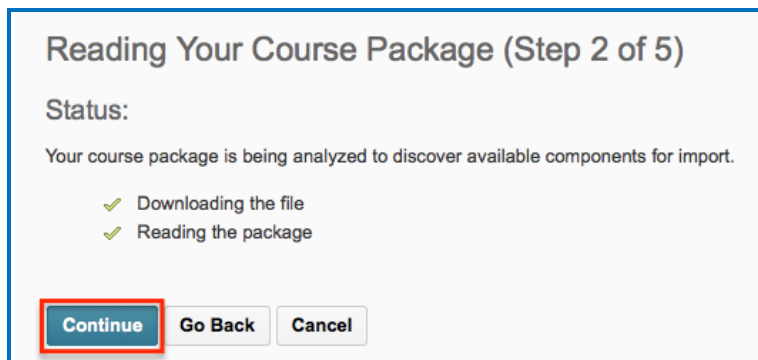 Reading Your Course Package (Step 2 of 5)
Status:
Your course package is being analyzed to discover available components for import.
Downloading the file
Reading the package
Continue Go Back Cancel